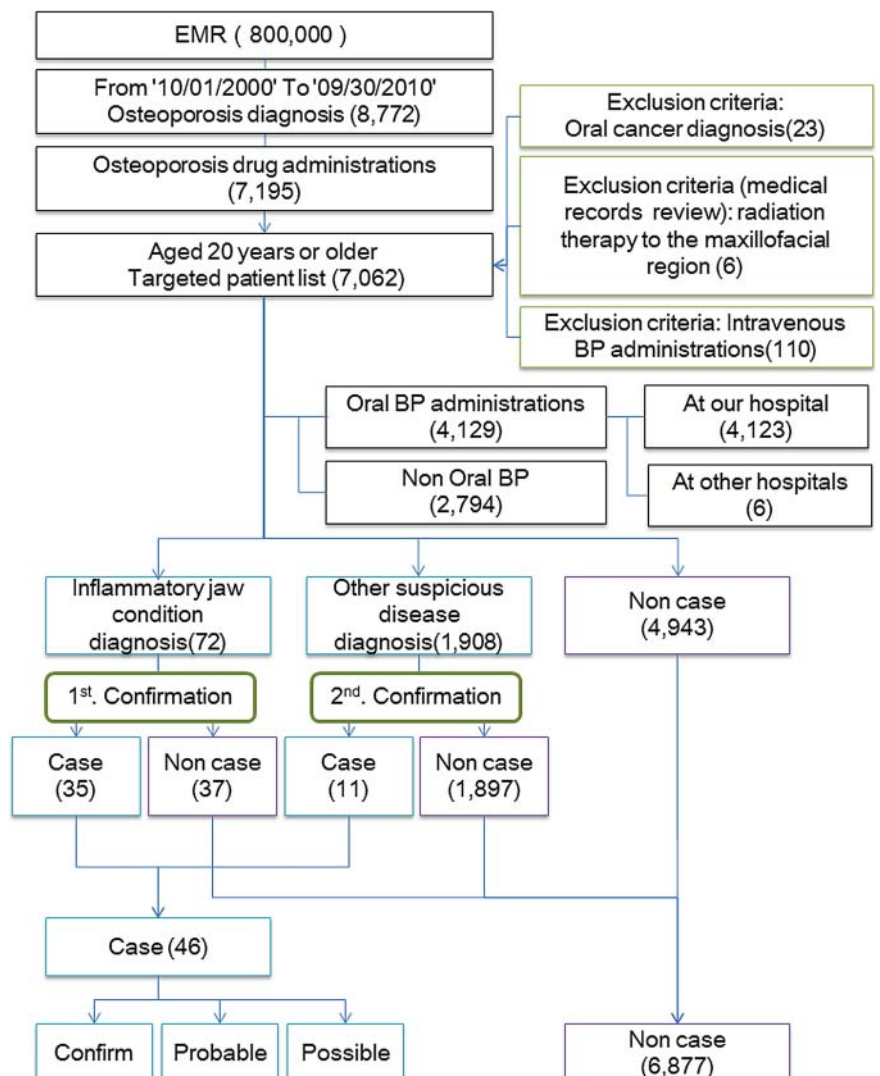 EMR ( 800,000 )
From '10/01/2000' To '09/30/2010'
Osteoporosis diagnosis (8,772)
Osteoporosis drug administrations
(7,195)
Aged 20 years or older
Targeted patient list (7,062)
Exclusion criteria:
Oral cancer diagnosis(23)
Exclusion criteria (medical
records review): radiation
therapy to the maxillofacial
region (6)
Exclusion criteria: Intravenous
BP administrations(110)
Oral BP administrations
(4,129)
At our hospital
(4,123)
Non Oral BP
(2,794)
At other hospitals
(6)
Inflammatory jaw
condition
diagnosis(72)
Other suspicious
disease
diagnosis(1,908)
Non case
(4,943)
1st. Confirmation
2nd. Confirmation
Case
(35)
Non case
(37)
Case
(11)
Non case
(1,897)
Case (46)
Confirm
Probable
Possible
Non case
(6,877)